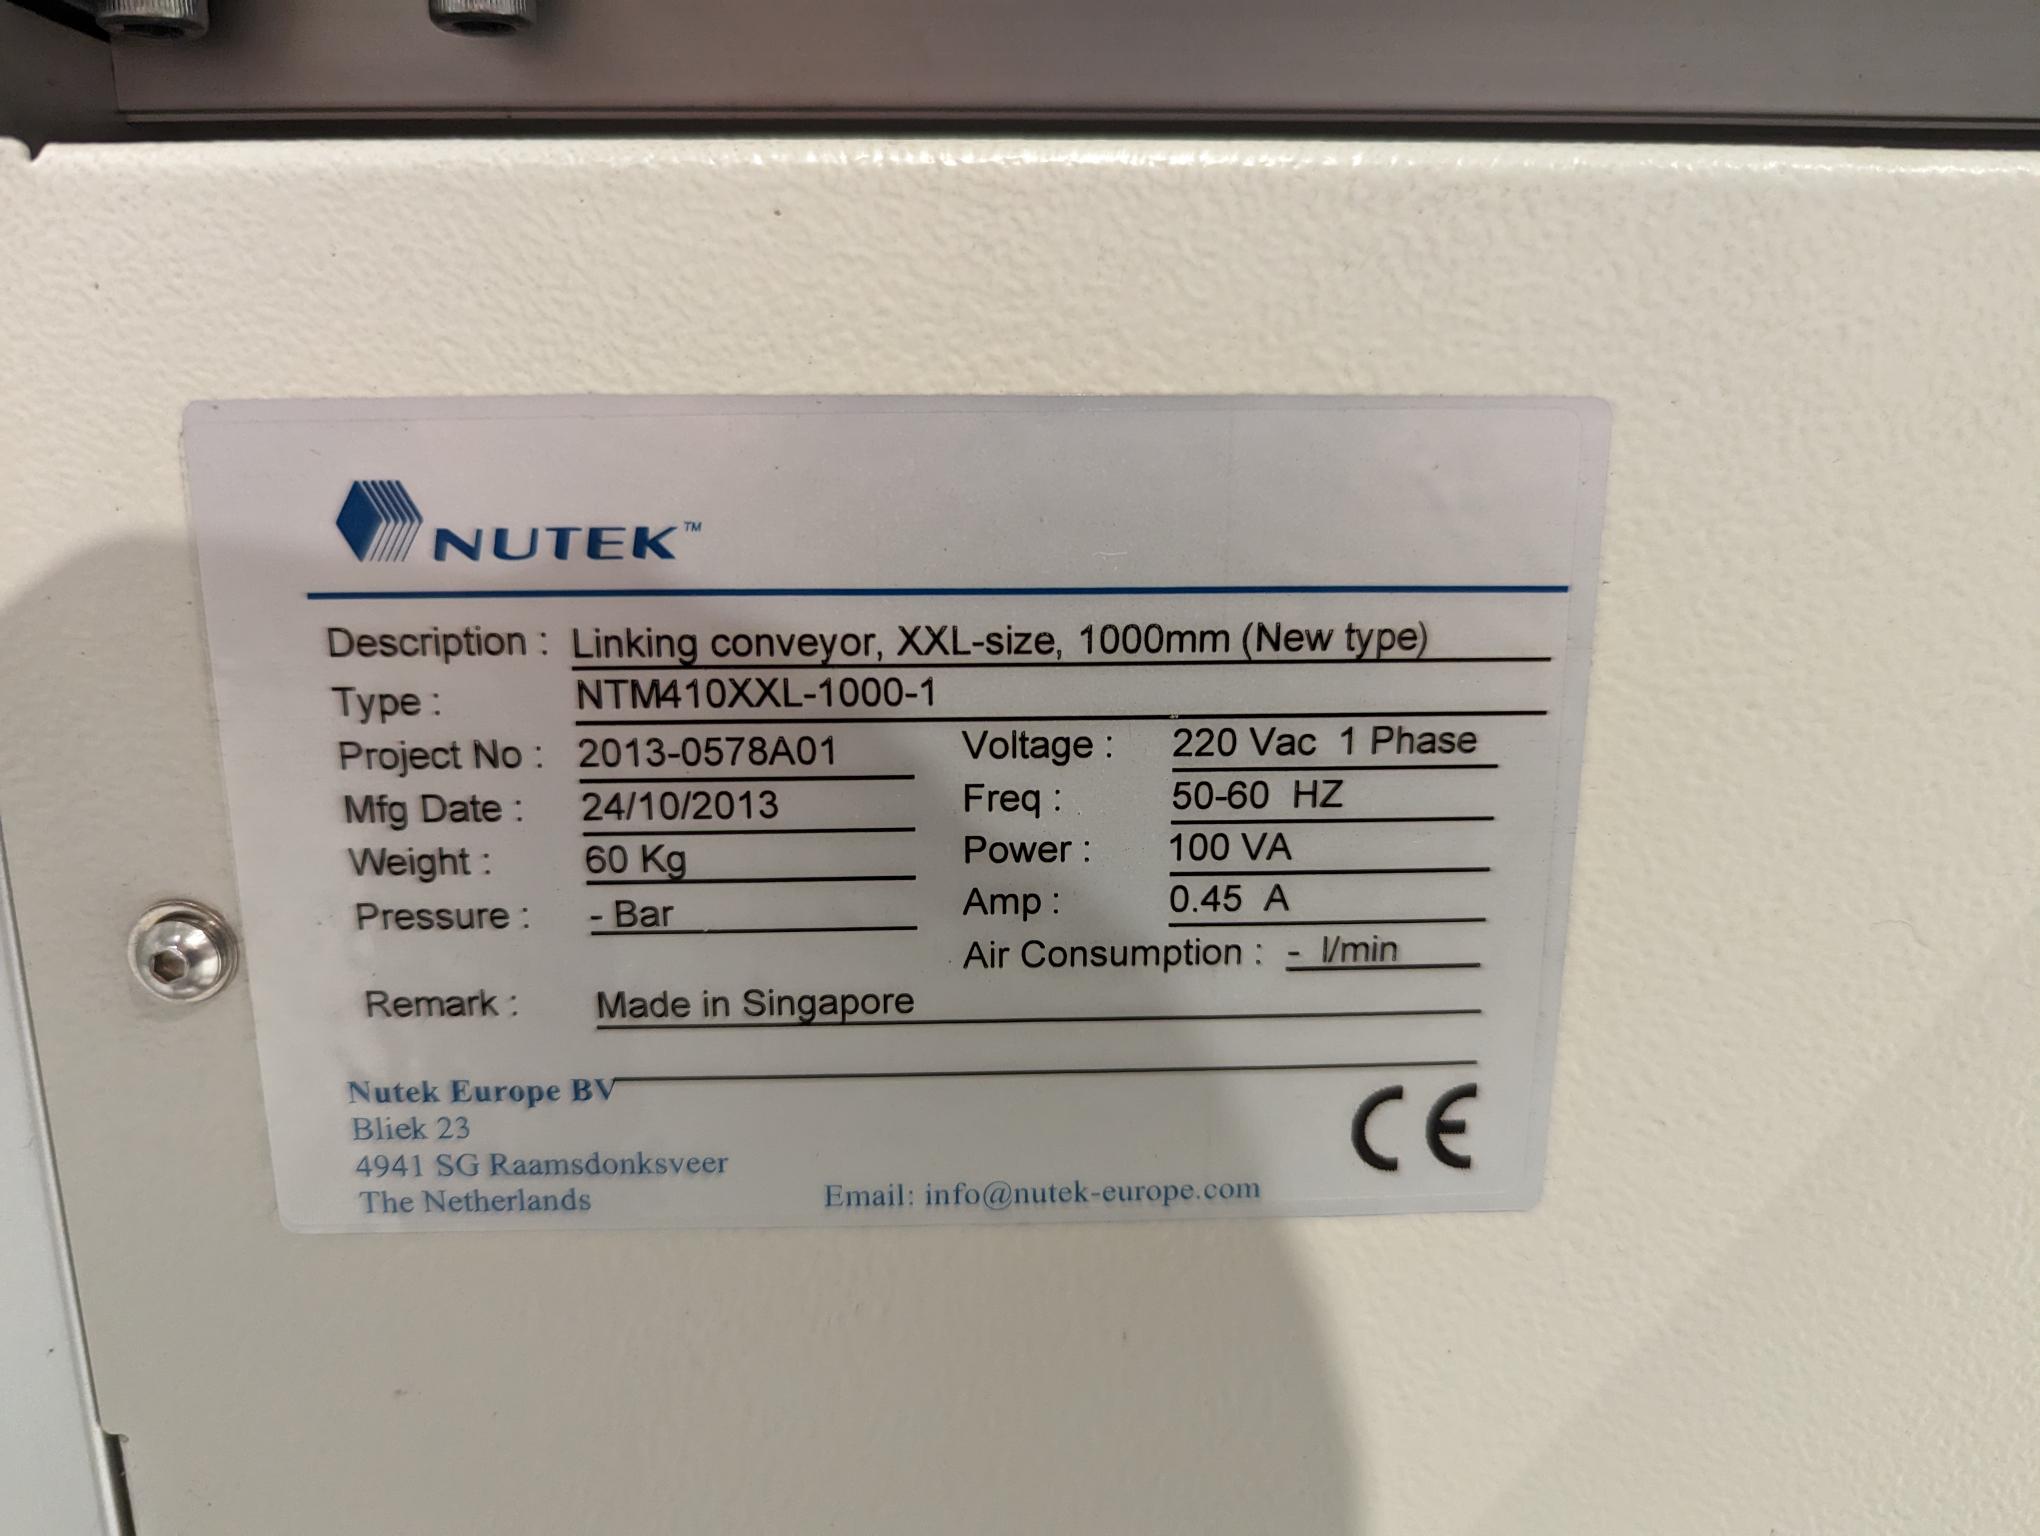 NUTEK™
Description : Linking conveyor, XXL-size, 1000mm (New type)
Type : NTM410XXL-1000-1
Project No : 2013-0578A01 Voltage : 220 Vac 1 Phase
Mfg Date : 24/10/2013 Freq : 50-60 HZ
Weight : 60 Kg Power : 100 VA
Pressure : - Bar Amp : 0.45 A
Air Consumption : - l/min
Remark : Made in Singapore
Nutek Europe BV
Bliek 23
4941 SG Raamsdonksveer
The Netherlands Email: info@nutek-europe.com
CE